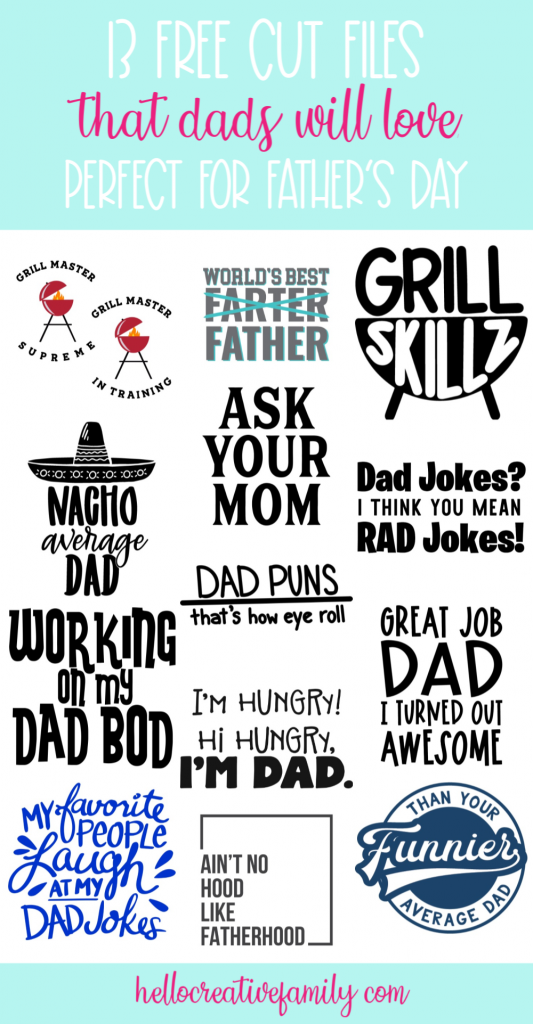 13 FREE CUT FILES
that dads will love
PERFECT FOR FATHER'S DAY
GRILL MASTER
SUPREME
GRILL MASTER
IN TRAINING
WORLD'S BEST
FARTER
FATHER
GRILL
SKILLZ
NACHO
average
DAD
ASK
YOUR
MOM
Dad Jokes?
I THINK YOU MEAN
RAD Jokes!
DAD PUNS
that's how eye roll
WORKING
on my
DAD BOD
I'M HUNGRY!
Hi HUNGRY,
I'M DAD.
GREAT JOB
DAD
I TURNED OUT
AWESOME
MY favorite
PEOPLE
Laugh
AT MY
DAD Jokes
AIN'T NO
HOOD
LIKE
FATHERHOOD
THAN YOUR
Funnier
AVERAGE DAD
hellocreativefamily.com